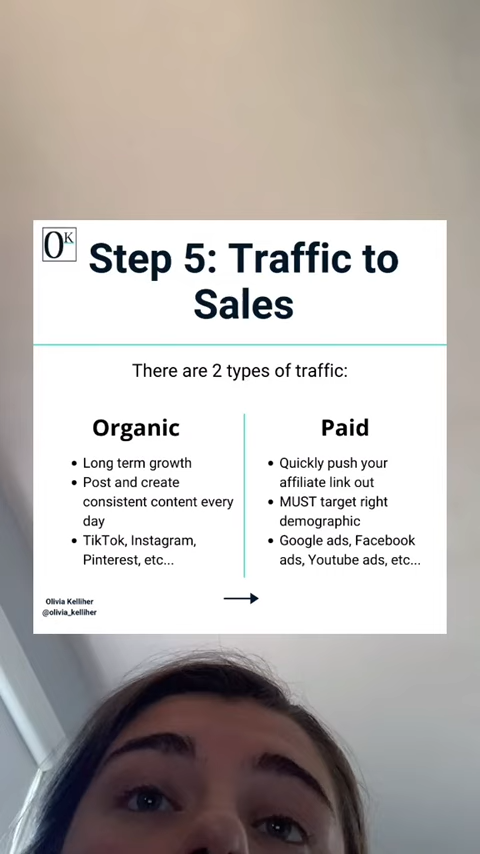 OK
Step 5: Traffic to
Sales
There are 2 types of traffic:
Organic
Long term growth
Post and create
consistent content every
day
TikTok, Instagram,
Pinterest, etc...
Paid
Quickly push your
affiliate link out
MUST target right
demographic
Google ads, Facebook
ads, Youtube ads, etc...
Olivia Kelliher
@olivia_kelliher